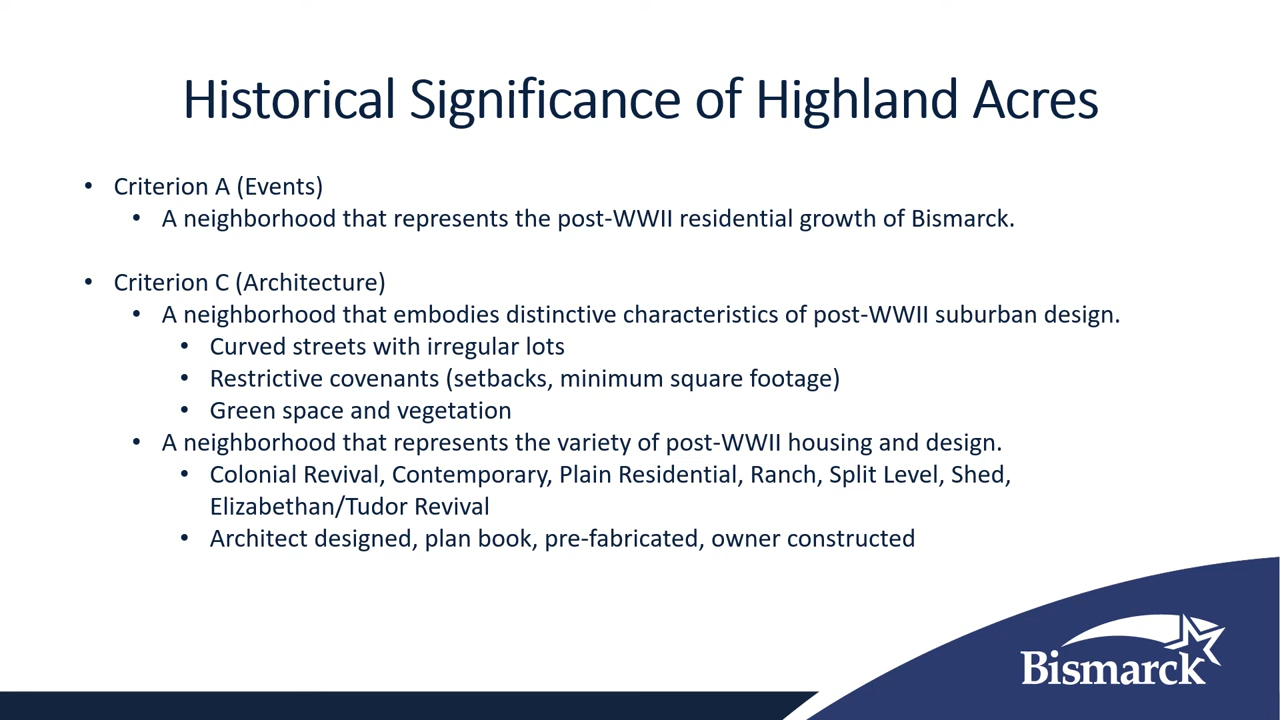 Historical Significance of Highland Acres
• Criterion A (Events)
• A neighborhood that represents the post-WWII residential growth of Bismarck.
• Criterion C (Architecture)
• A neighborhood that embodies distinctive characteristics of post-WWII suburban design.
• Curved streets with irregular lots
• Restrictive covenants (setbacks, minimum square footage)
• Green space and vegetation
• A neighborhood that represents the variety of post-WWII housing and design.
• Colonial Revival, Contemporary, Plain Residential, Ranch, Split Level, Shed,
Elizabethan/Tudor Revival
• Architect designed, plan book, pre-fabricated, owner constructed
Bismarck